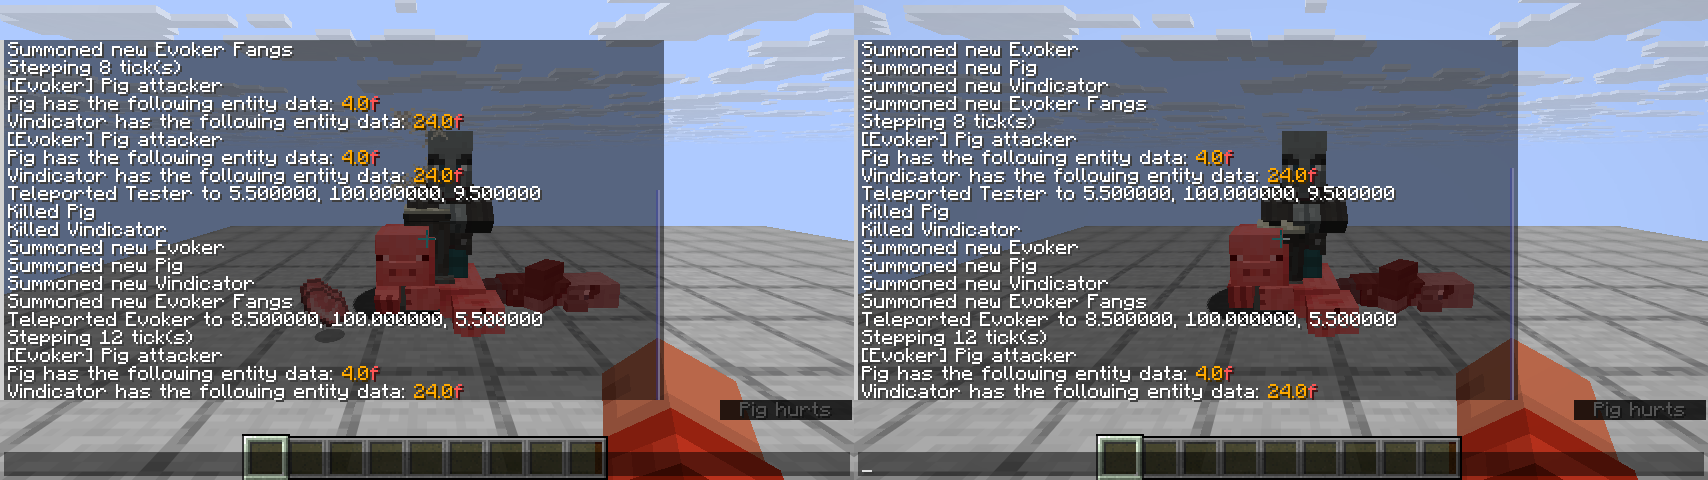 Summoned new Evoker Fangs
Stepping 8 tick(s)
[Evoker] Pig attacker
Pig has the following entity data: 4.0f
Vindicator has the following entity data: 24.0f
[Evoker] Pig attacker
Pig has the following entity data: 4.0f
Vindicator has the following entity data: 24.0f
Teleported Tester to 5.500000, 100.000000, 9.500000
Killed Pig
Killed Vindicator
Summoned new Evoker
Summoned new Pig
Summoned new Vindicator
Summoned new Evoker Fangs
Teleported Evoker to 8.500000, 100.000000, 5.500000
Stepping 12 tick(s)
[Evoker] Pig attacker
Pig has the following entity data: 4.0f
Vindicator has the following entity data: 24.0f
Pig hurts
Summoned new Evoker
Summoned new Pig
Summoned new Vindicator
Summoned new Evoker Fangs
Stepping 8 tick(s)
[Evoker] Pig attacker
Pig has the following entity data: 4.0f
Vindicator has the following entity data: 24.0f
Teleported Tester to 5.500000, 100.000000, 9.500000
Killed Pig
Killed Vindicator
Summoned new Evoker
Summoned new Pig
Summoned new Vindicator
Summoned new Evoker Fangs
Teleported Evoker to 8.500000, 100.000000, 5.500000
Stepping 12 tick(s)
[Evoker] Pig attacker
Pig has the following entity data: 4.0f
Vindicator has the following entity data: 24.0f
Pig hurts
_